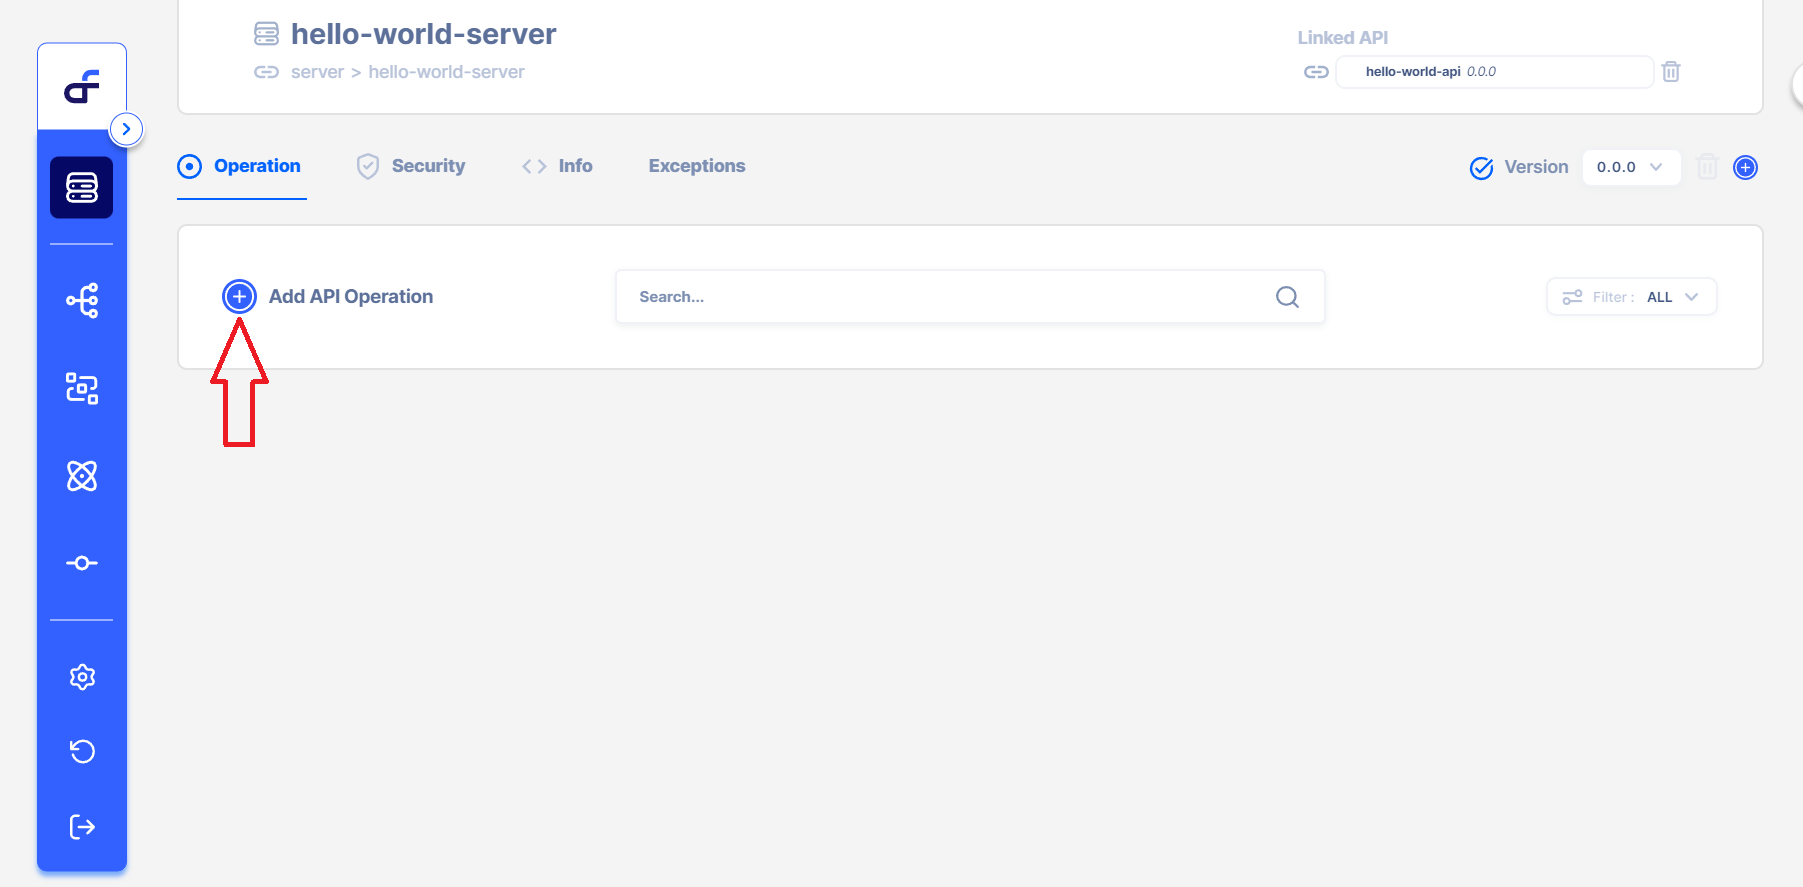 hello-world-server
server > hello-world-server
Linked API
hello-world-api 0.0.0
Operation
Security
Info
Exceptions
Version
0.0.0
Add API Operation
Search...
Filter : ALL